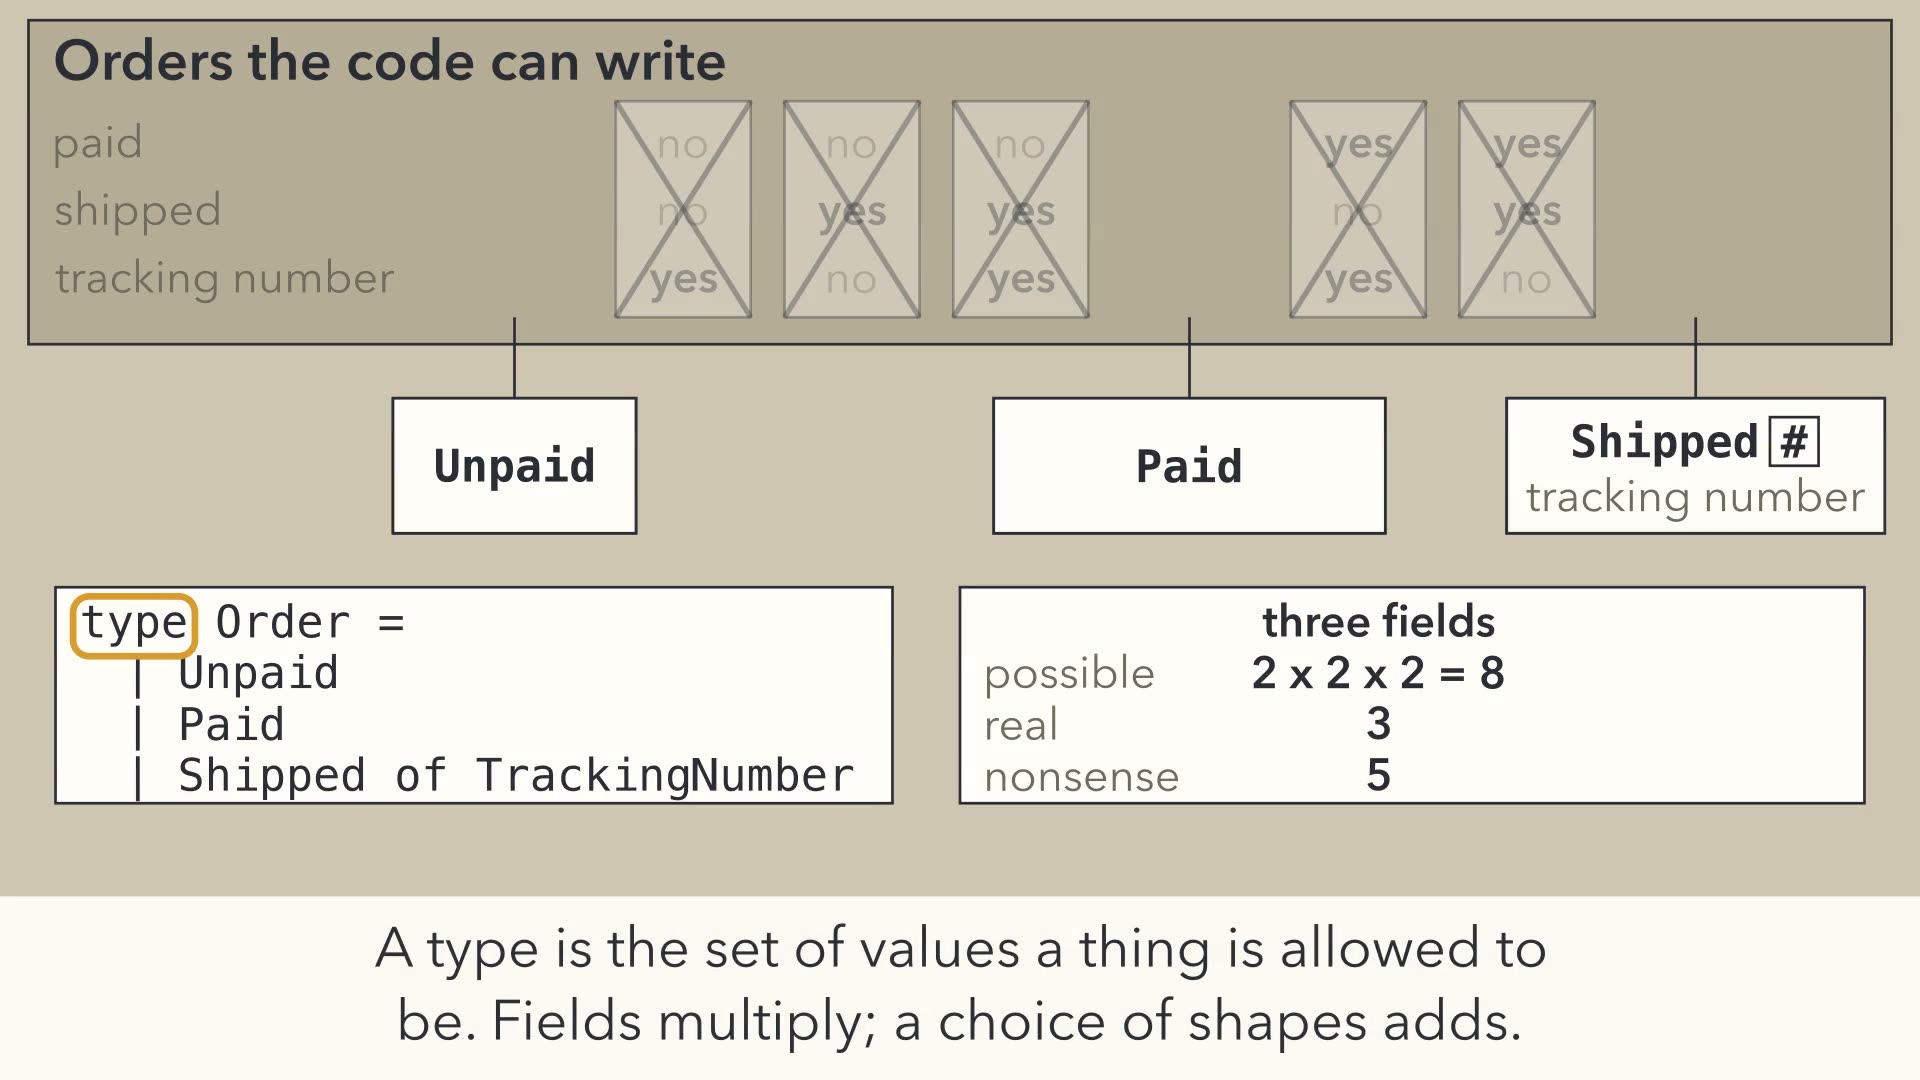 Orders the code can write
paid no no no yes yes
shipped no yes yes no yes
tracking number yes no yes yes no
Unpaid
Paid
Shipped #
tracking number
type Order =
| Unpaid
| Paid
| Shipped of TrackingNumber
three fields
possible 2 x 2 x 2 = 8
real 3
nonsense 5
A type is the set of values a thing is allowed to
be. Fields multiply; a choice of shapes adds.